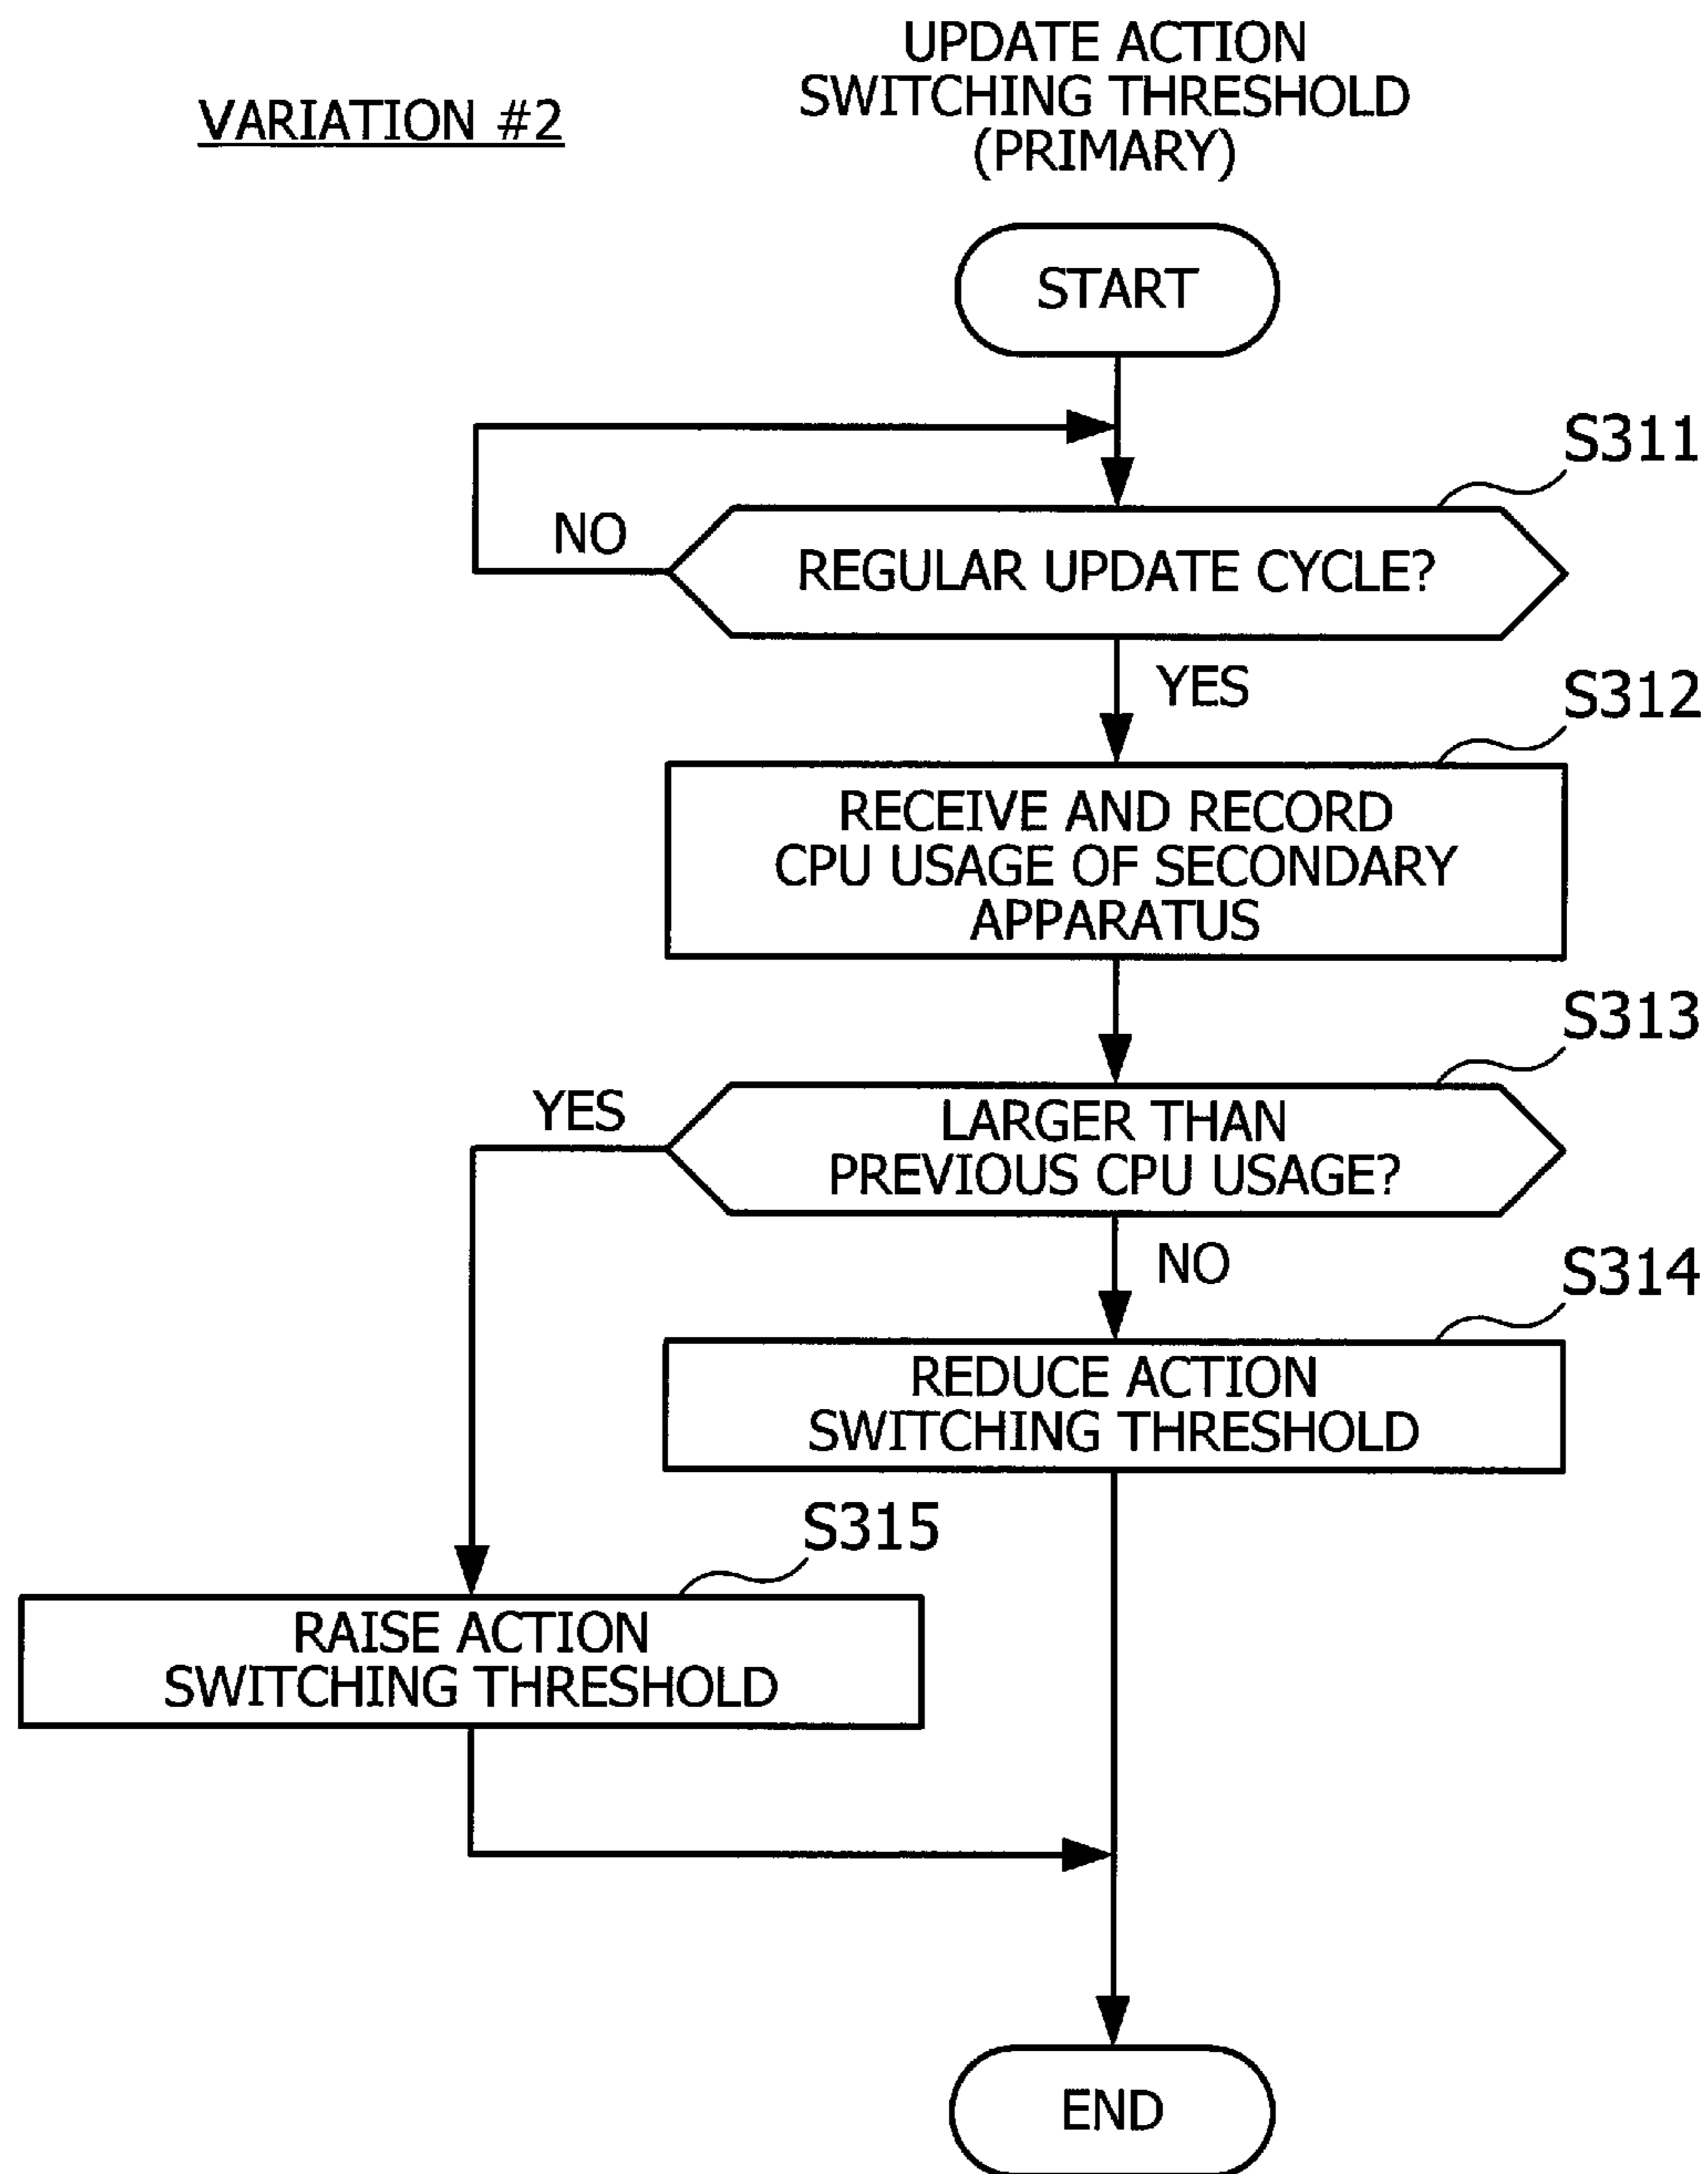 VARIATION #2
UPDATE ACTION
SWITCHING THRESHOLD
(PRIMARY)
START
S311
NO
REGULAR UPDATE CYCLE?
YES
S312
RECEIVE AND RECORD
CPU USAGE OF SECONDARY
APPARATUS
S313
YES
LARGER THAN
PREVIOUS CPU USAGE?
NO
S314
REDUCE ACTION
SWITCHING THRESHOLD
S315
RAISE ACTION
SWITCHING THRESHOLD
END